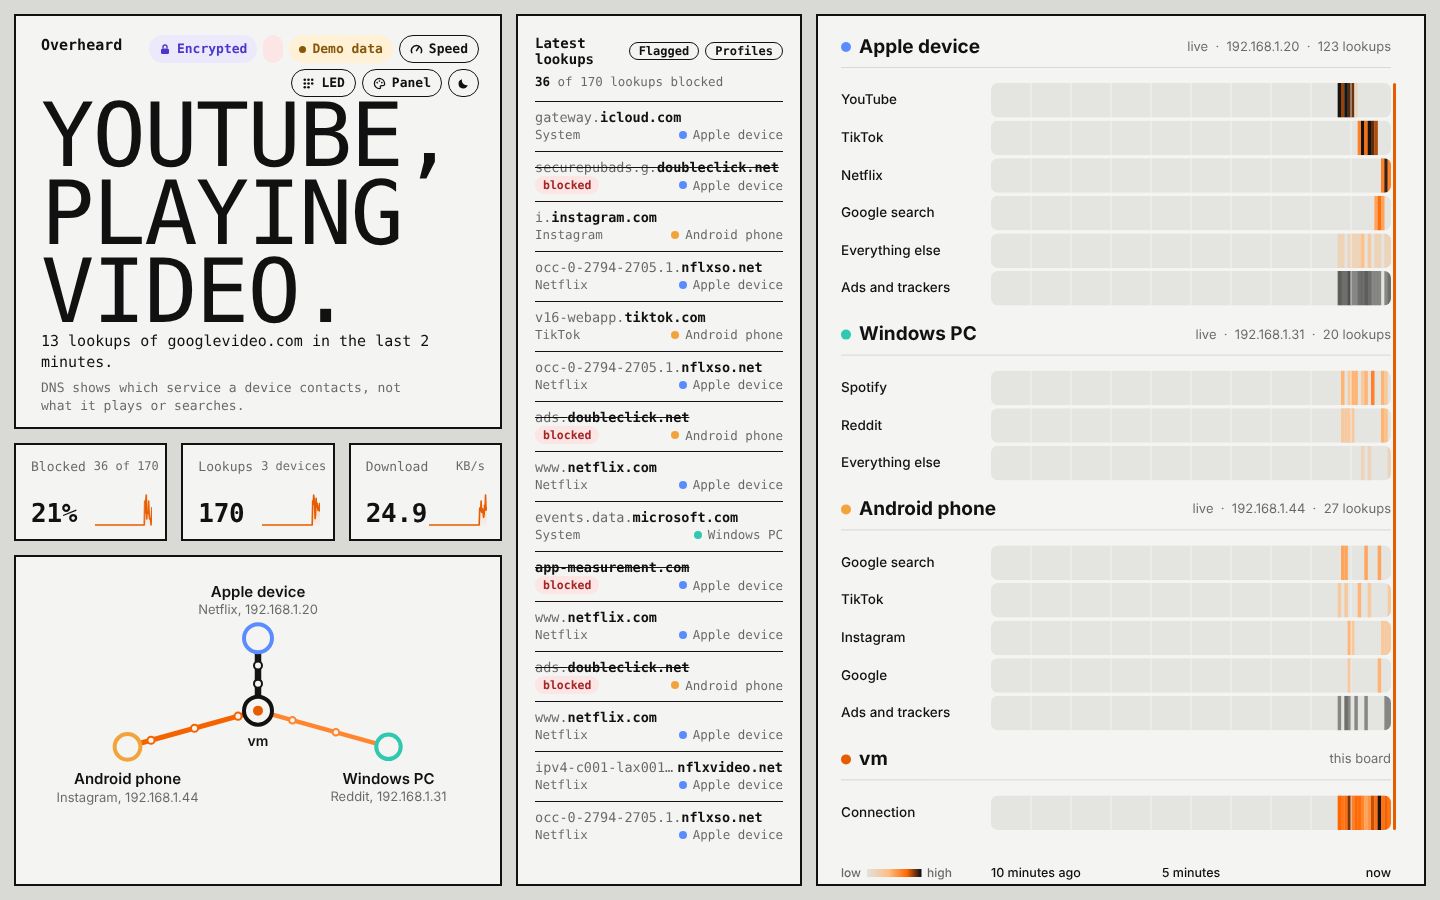 Overheard
Encrypted
Demo data
Speed
LED
Panel
YOUTUBE,
PLAYING
VIDEO.
13 lookups of googlevideo.com in the last 2
minutes.
DNS shows which service a device contacts, not
what it plays or searches.
Blocked 36 of 170
21%
Lookups 3 devices
170
Download KB/s
24.9
Apple device
Netflix, 192.168.1.20
vm
Android phone
Instagram, 192.168.1.44
Windows PC
Reddit, 192.168.1.31
Latest
lookups
Flagged
Profiles
36 of 170 lookups blocked
gateway.icloud.com
System Apple device
securepubads.g.doubleclick.net
blocked Apple device
i.instagram.com
Instagram Android phone
occ-0-2794-2705.1.nflxso.net
Netflix Apple device
v16-webapp.tiktok.com
TikTok Android phone
occ-0-2794-2705.1.nflxso.net
Netflix Apple device
ads.doubleclick.net
blocked Android phone
www.netflix.com
Netflix Apple device
events.data.microsoft.com
System Windows PC
app-measurement.com
blocked Apple device
www.netflix.com
Netflix Apple device
ads.doubleclick.net
blocked Android phone
www.netflix.com
Netflix Apple device
ipv4-c001-lax001… nflxvideo.net
Netflix Apple device
occ-0-2794-2705.1.nflxso.net
Netflix Apple device
Apple device live · 192.168.1.20 · 123 lookups
YouTube
TikTok
Netflix
Google search
Everything else
Ads and trackers
Windows PC live · 192.168.1.31 · 20 lookups
Spotify
Reddit
Everything else
Android phone live · 192.168.1.44 · 27 lookups
Google search
TikTok
Instagram
Google
Ads and trackers
vm this board
Connection
low high 10 minutes ago 5 minutes now